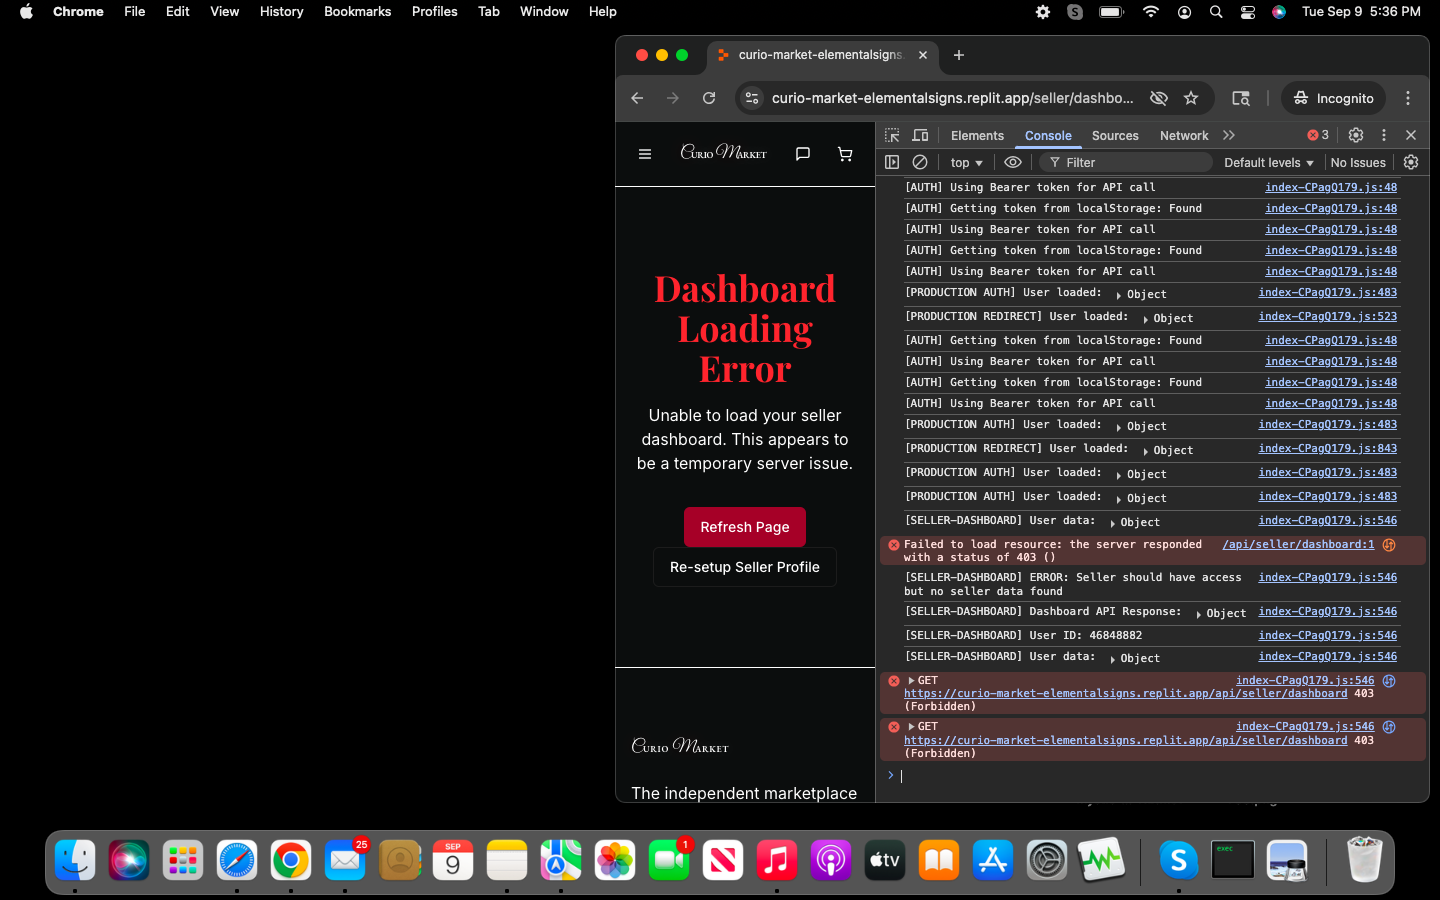 Chrome File Edit View History Bookmarks Profiles Tab Window Help Tue Sep 9 5:36 PM
curio-market-elementalsigns.
curio-market-elementalsigns.replit.app/seller/dashbo... Incognito
Curio Market
Dashboard
Loading
Error
Unable to load your seller
dashboard. This appears to
be a temporary server issue.
Refresh Page
Re-setup Seller Profile
Curio Market
The independent marketplace
Elements Console Sources Network 3
top Filter Default levels No Issues
[AUTH] Using Bearer token for API call index-CPagQ179.js:48
[AUTH] Getting token from localStorage: Found index-CPagQ179.js:48
[AUTH] Using Bearer token for API call index-CPagQ179.js:48
[AUTH] Getting token from localStorage: Found index-CPagQ179.js:48
[AUTH] Using Bearer token for API call index-CPagQ179.js:48
[PRODUCTION AUTH] User loaded: Object index-CPagQ179.js:483
[PRODUCTION REDIRECT] User loaded: Object index-CPagQ179.js:523
[AUTH] Getting token from localStorage: Found index-CPagQ179.js:48
[AUTH] Using Bearer token for API call index-CPagQ179.js:48
[AUTH] Getting token from localStorage: Found index-CPagQ179.js:48
[AUTH] Using Bearer token for API call index-CPagQ179.js:48
[PRODUCTION AUTH] User loaded: Object index-CPagQ179.js:483
[PRODUCTION REDIRECT] User loaded: Object index-CPagQ179.js:843
[PRODUCTION AUTH] User loaded: Object index-CPagQ179.js:483
[PRODUCTION AUTH] User loaded: Object index-CPagQ179.js:483
[SELLER-DASHBOARD] User data: Object index-CPagQ179.js:546
Failed to load resource: the server responded /api/seller/dashboard:1
with a status of 403 ()
[SELLER-DASHBOARD] ERROR: Seller should have access index-CPagQ179.js:546
but no seller data found
[SELLER-DASHBOARD] Dashboard API Response: Object index-CPagQ179.js:546
[SELLER-DASHBOARD] User ID: 46848882 index-CPagQ179.js:546
[SELLER-DASHBOARD] User data: Object index-CPagQ179.js:546
GET index-CPagQ179.js:546
https://curio-market-elementalsigns.replit.app/api/seller/dashboard 403
(Forbidden)
GET index-CPagQ179.js:546
https://curio-market-elementalsigns.replit.app/api/seller/dashboard 403
(Forbidden)
25 SEP 9 1 tv exec